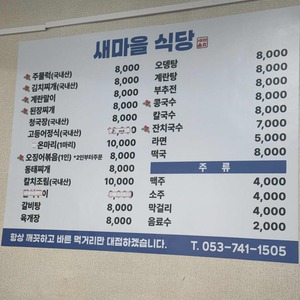 새마을 식당
주물럭(국내산) 8,000
김치찌개(국내산) 8,000
계란말이 8,000
된장찌개 8,000
청국장(국내산) 8,000
고등어정식(국내산)
온마리(1마리) 10,000
오징어볶음(1인) *2인부터주문 8,000
동태찌개 8,000
칼치조림(국내산) 10,000
갈비탕 8,000
육개장 8,000
오뎅탕 8,000
계란탕 8,000
부추전 8,000
콩국수 8,000
칼국수 8,000
잔치국수 7,000
라면 5,000
떡국 8,000
주 류
맥주 4,000
소주 4,000
막걸리 4,000
음료수 2,000
항상 깨끗하고 바른 먹거리만 대접하겠습니다. T. 053-741-1505